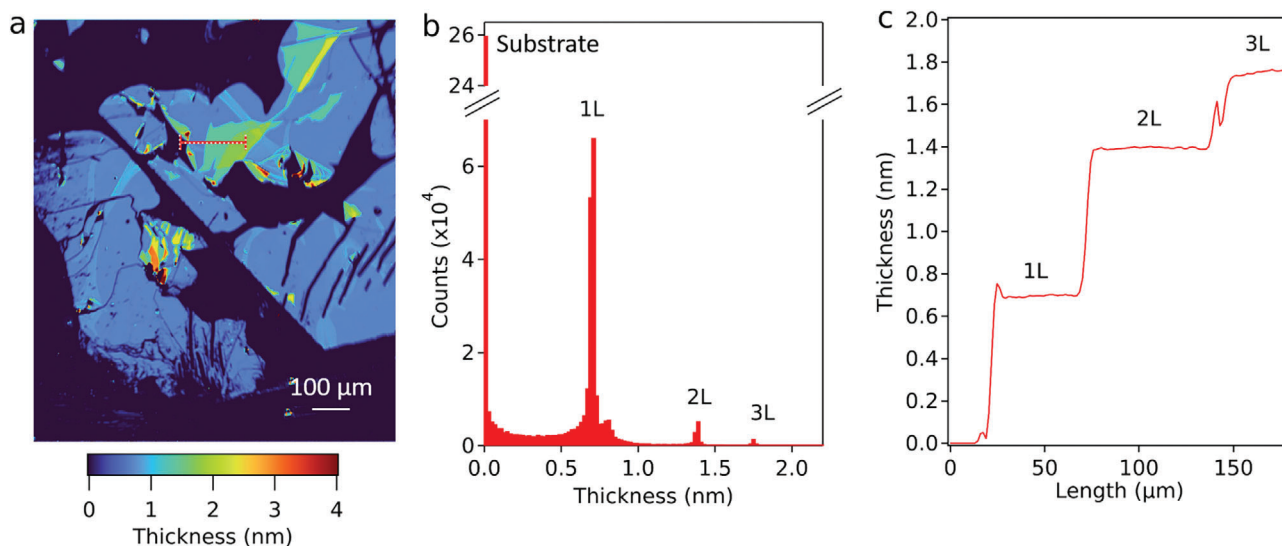 a
100 µm
0 1 2 3 4
Thickness (nm)
b
26
24
6
4
2
0
Substrate
1L
2L
3L
Counts (x10⁴)
0.0 0.5 1.0 1.5 2.0
Thickness (nm)
c
2.0
1.8
1.6
1.4
1.2
1.0
0.8
0.6
0.4
0.2
0.0
3L
2L
1L
Thickness (nm)
0 50 100 150
Length (µm)